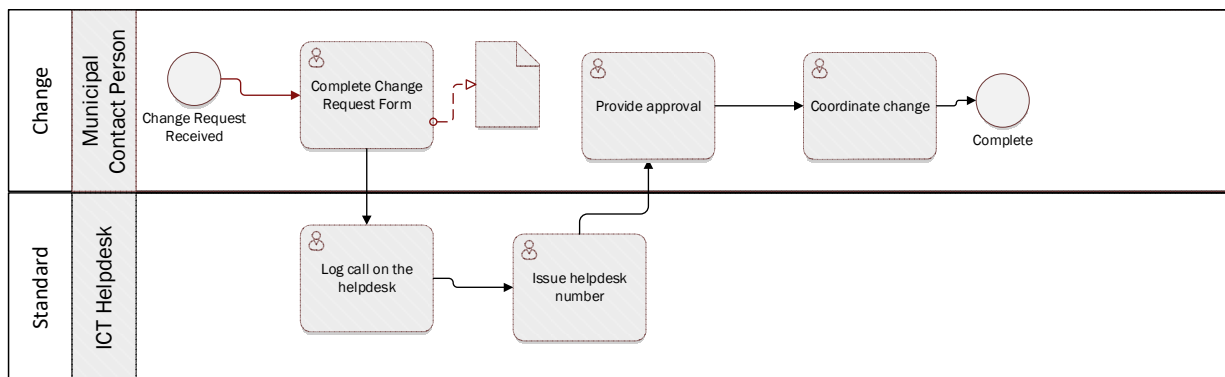 Change
Municipal
Contact Person
Change Request
Received
Complete Change
Request Form
Provide approval
Coordinate change
Complete
Standard
ICT Helpdesk
Log call on the
helpdesk
Issue helpdesk
number